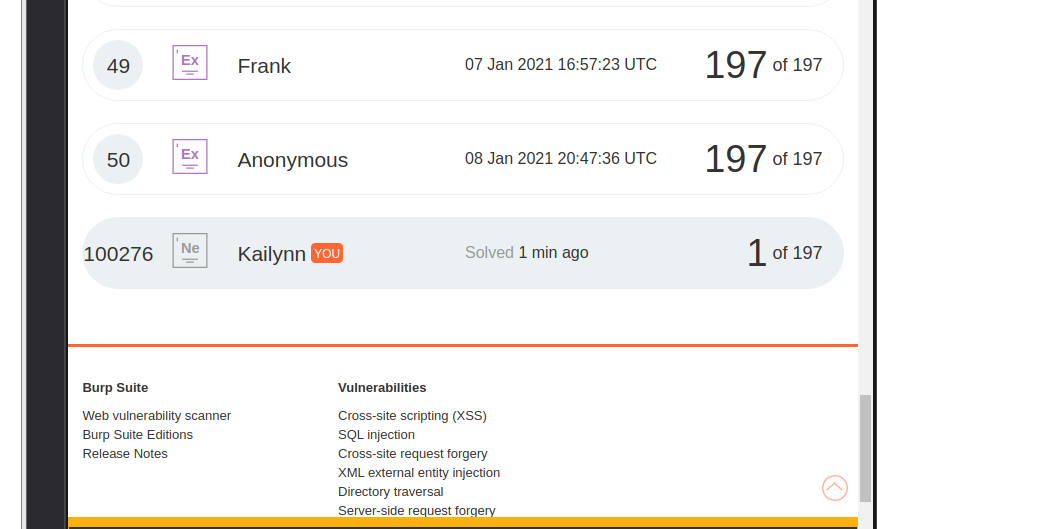 49 Ex Frank 07 Jan 2021 16:57:23 UTC 197 of 197
50 Ex Anonymous 08 Jan 2021 20:47:36 UTC 197 of 197
100276 Ne Kailynn YOU Solved 1 min ago 1 of 197
Burp Suite
Web vulnerability scanner
Burp Suite Editions
Release Notes
Vulnerabilities
Cross-site scripting (XSS)
SQL injection
Cross-site request forgery
XML external entity injection
Directory traversal
Server-side request forgery